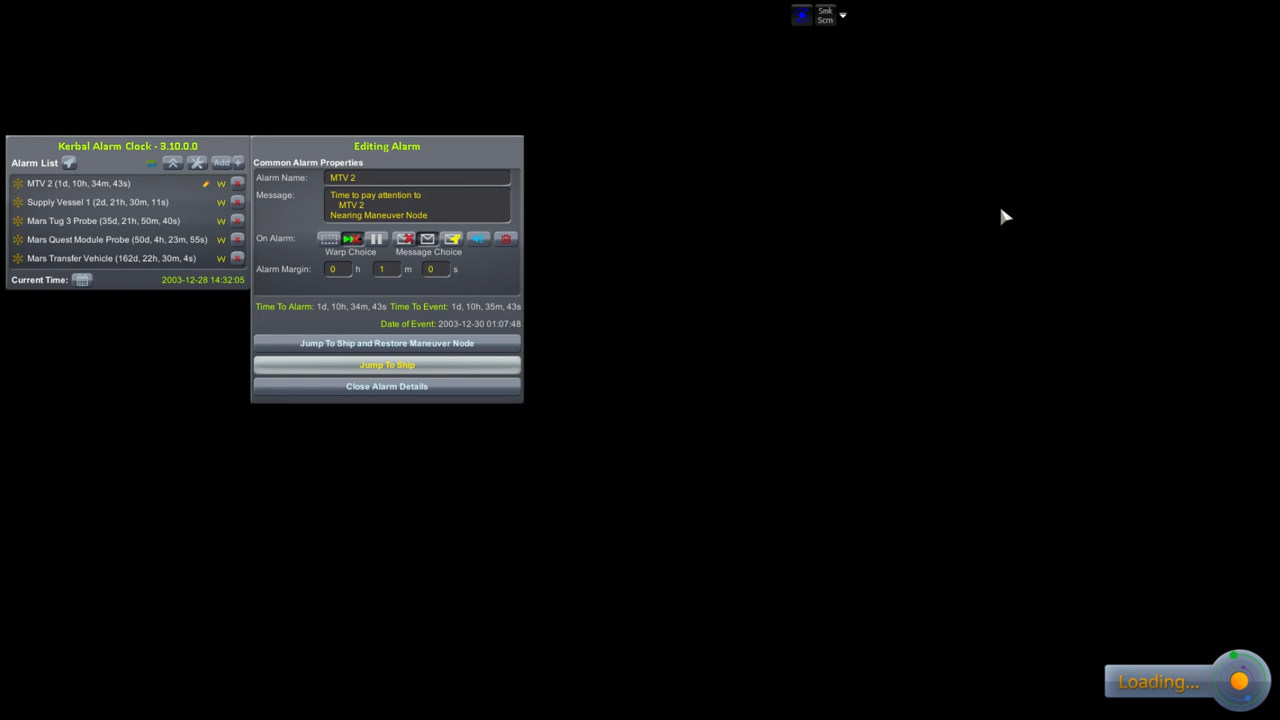 Smk
Scrn
Kerbal Alarm Clock - 3.10.0.0
Alarm List
Add +
MTV 2 (1d, 10h, 34m, 43s) W
Supply Vessel 1 (2d, 21h, 30m, 11s) W
Mars Tug 3 Probe (35d, 21h, 50m, 40s) W
Mars Quest Module Probe (50d, 4h, 23m, 55s) W
Mars Transfer Vehicle (162d, 22h, 30m, 4s) W
Current Time: 2003-12-28 14:32:05
Editing Alarm
Common Alarm Properties
Alarm Name: MTV 2
Message: Time to pay attention to
MTV 2
Nearing Maneuver Node
On Alarm:
Warp Choice Message Choice
Alarm Margin: 0 h 1 m 0 s
Time To Alarm: 1d, 10h, 34m, 43s Time To Event: 1d, 10h, 35m, 43s
Date of Event: 2003-12-30 01:07:48
Jump To Ship and Restore Maneuver Node
Jump To Ship
Close Alarm Details
Loading...